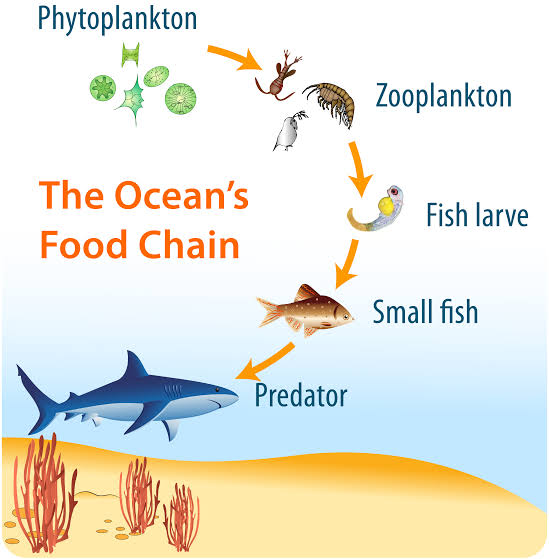 Phytoplankton
Zooplankton
The Ocean's
Food Chain
Fish larve
Small fish
Predator